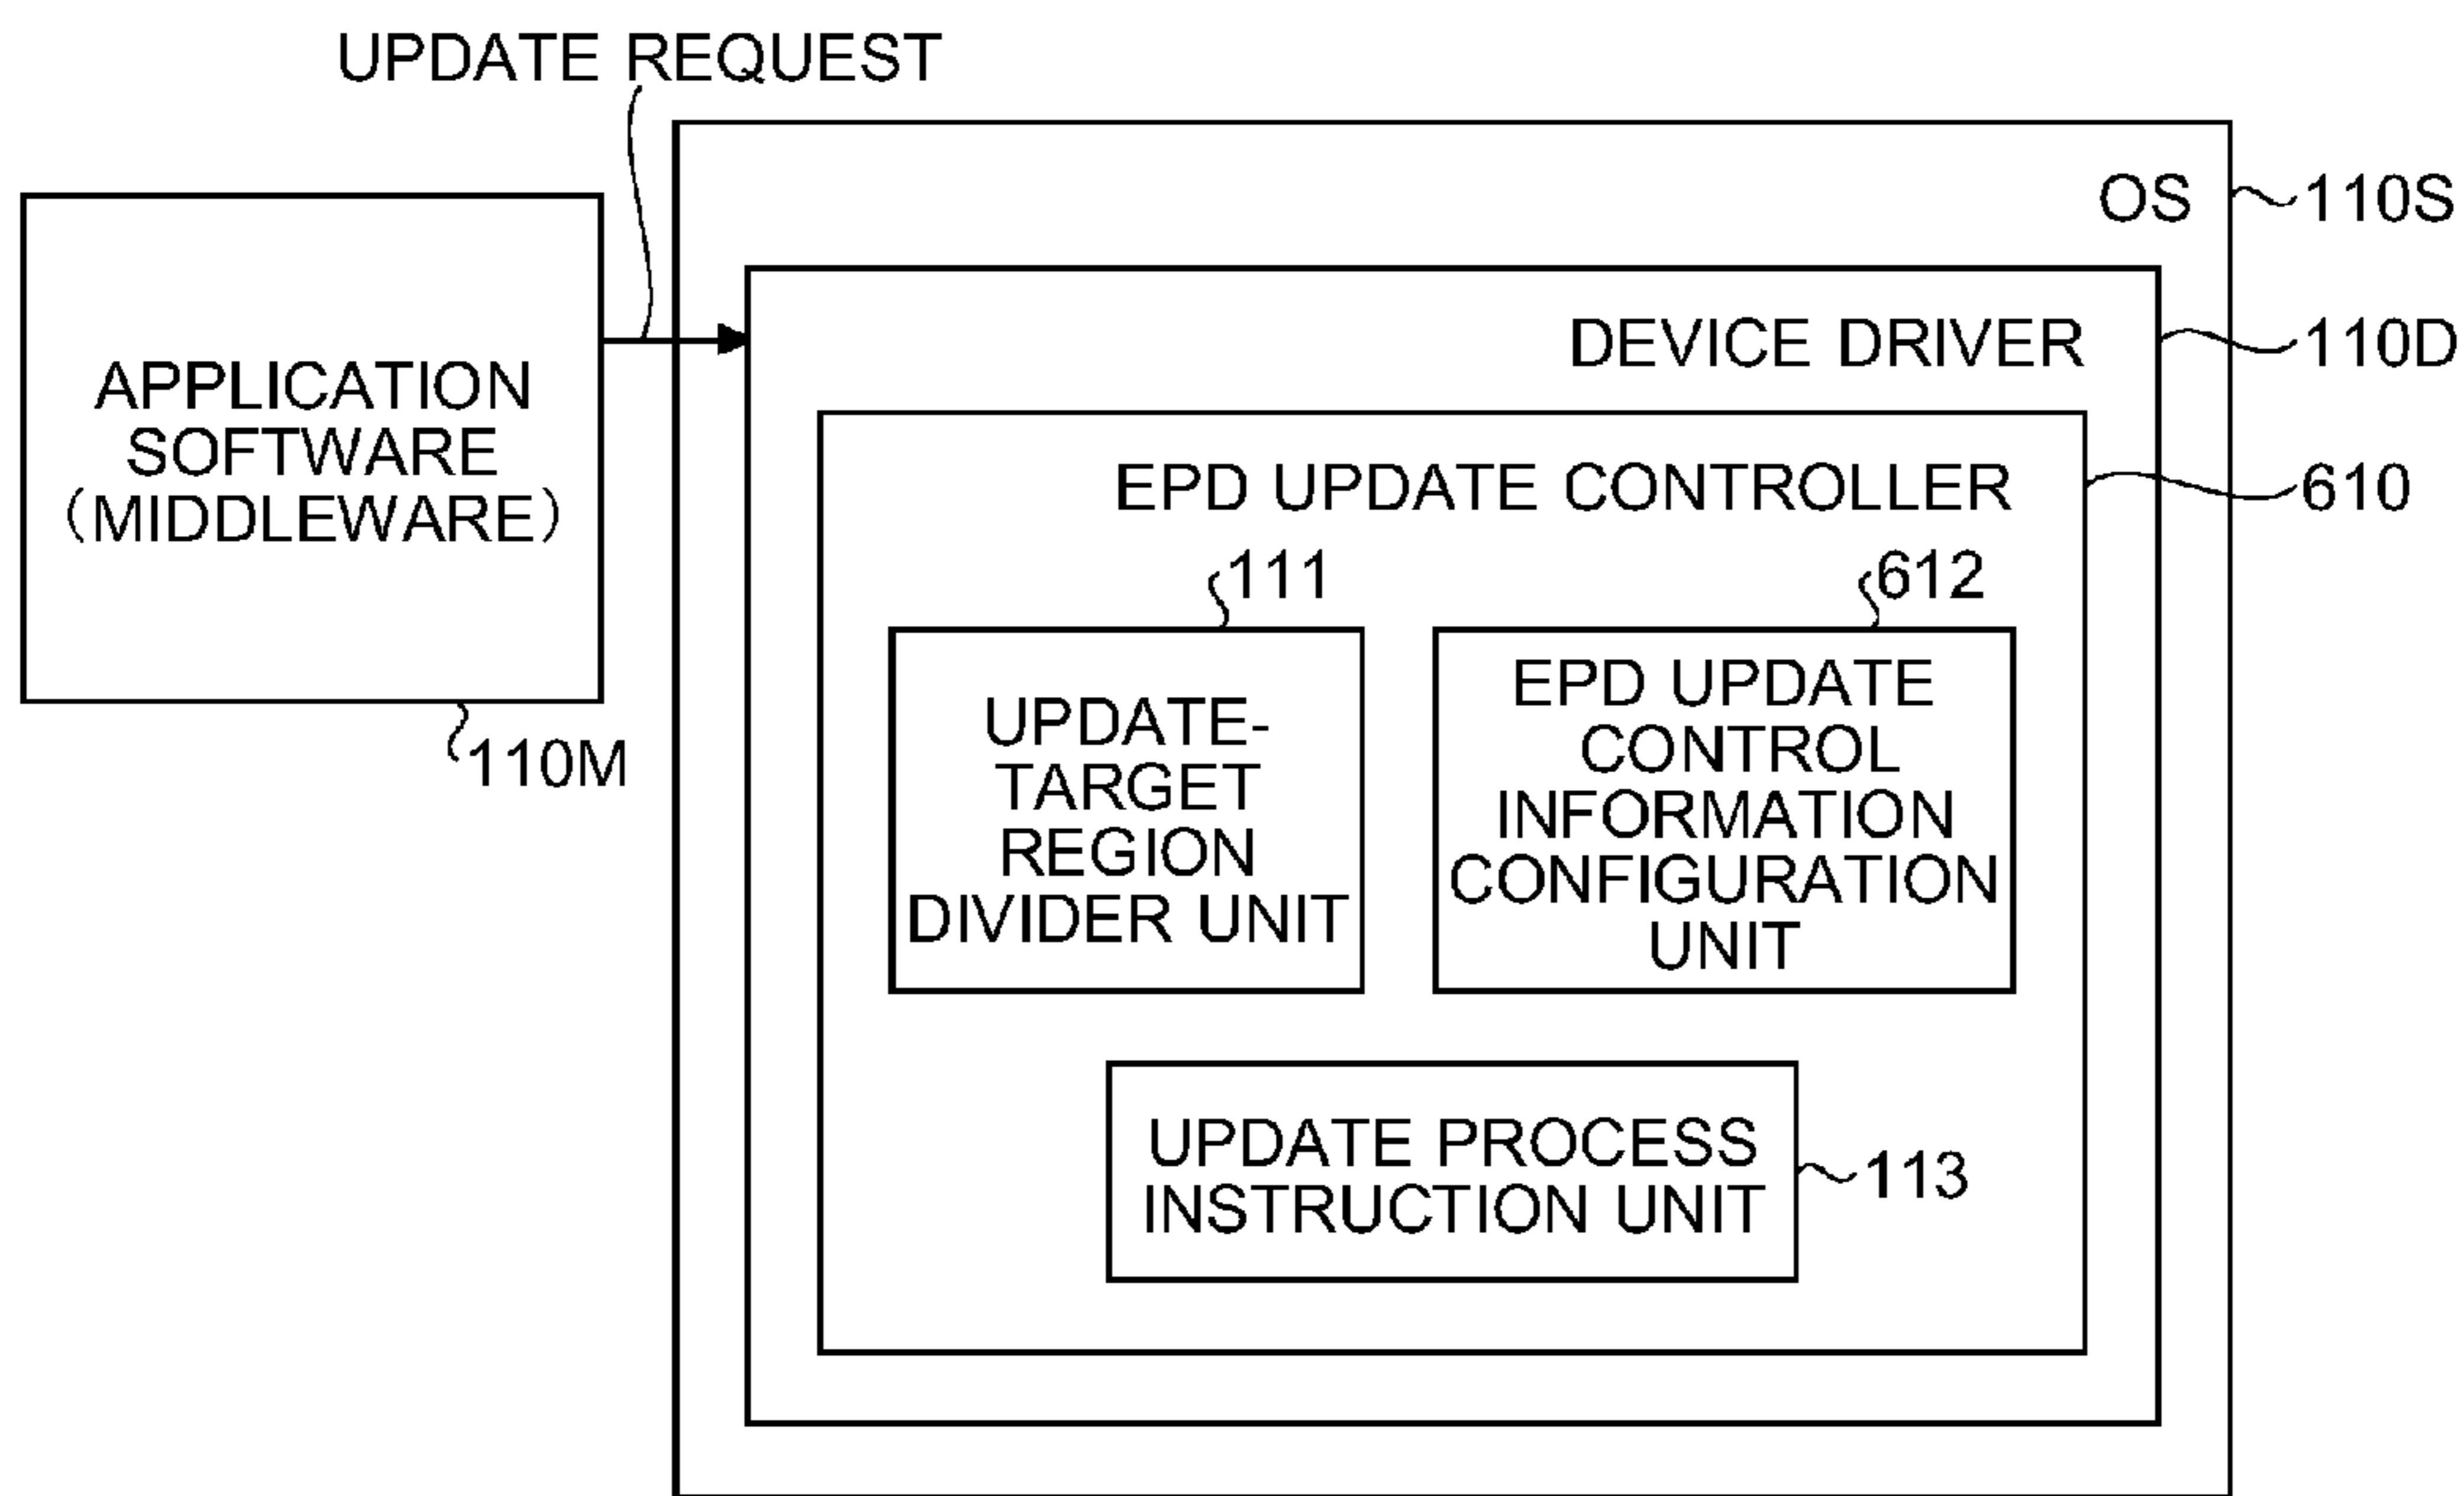 UPDATE REQUEST
OS
110S
DEVICE DRIVER
110D
APPLICATION
SOFTWARE
(MIDDLEWARE)
110M
EPD UPDATE CONTROLLER
610
111
UPDATE-
TARGET
REGION
DIVIDER UNIT
612
EPD UPDATE
CONTROL
INFORMATION
CONFIGURATION
UNIT
UPDATE PROCESS
INSTRUCTION UNIT
113